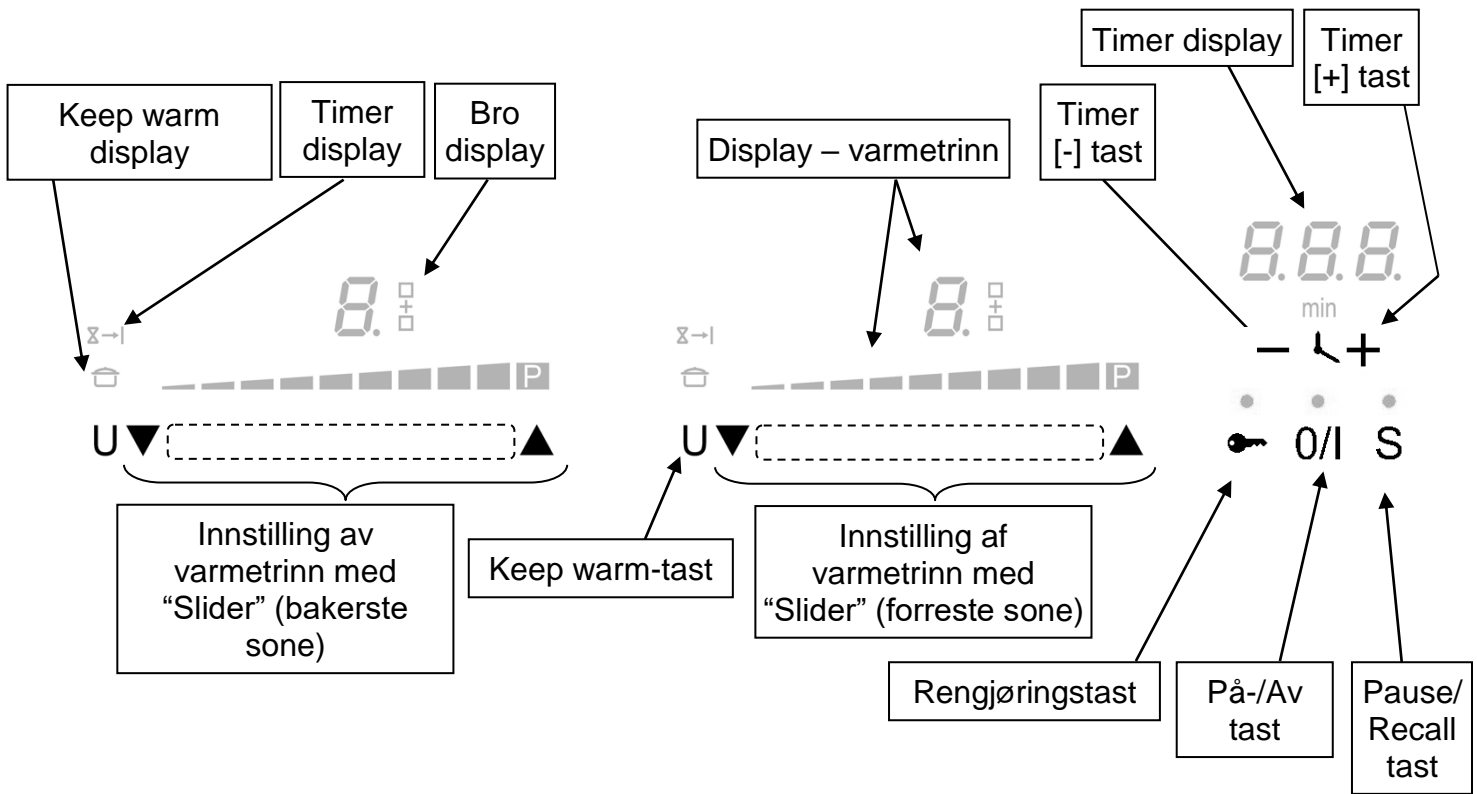 Timer display
Timer
[+] tast
Keep warm
display
Timer
display
Bro
display
Display – varmetrinn
Timer
[-] tast
8.
8.
8.8.8.
min
P
P
U
U
0/I
S
Innstilling av
varmetrinn med
“Slider” (bakerste
sone)
Keep warm-tast
Innstilling af
varmetrinn med
“Slider” (forreste sone)
Rengjøringstast
På-/Av
tast
Pause/
Recall
tast